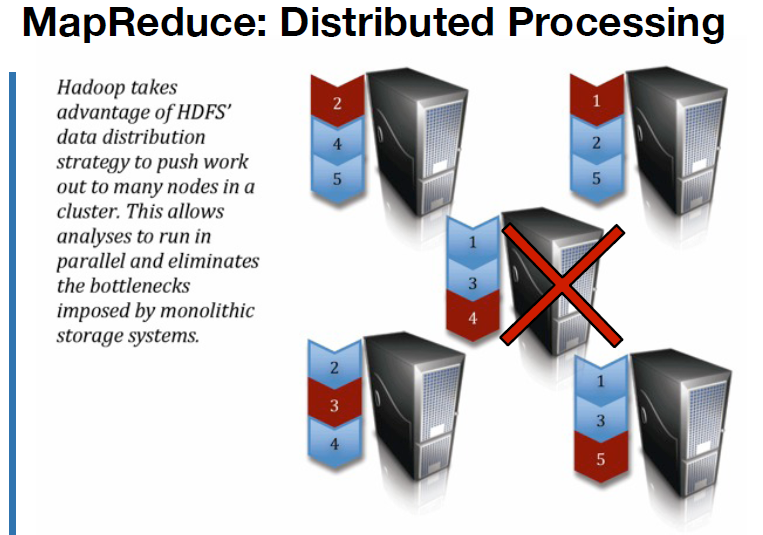 MapReduce: Distributed Processing
Hadoop takes
advantage of HDFS’
data distribution
strategy to push work
out to many nodes in a
cluster. This allows
analyses to run in
parallel and eliminates
the bottlenecks
imposed by monolithic
storage systems.
2
4
5
1
2
5
1
3
4
2
3
4
1
3
5